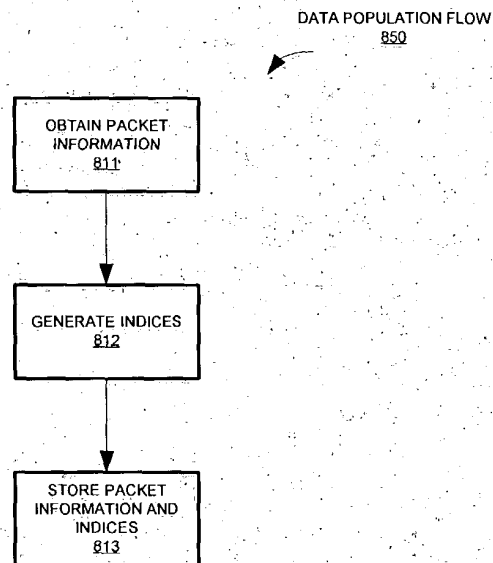 DATA POPULATION FLOW
850
OBTAIN PACKET
INFORMATION
811
GENERATE INDICES
812
STORE PACKET
INFORMATION AND
INDICES
813